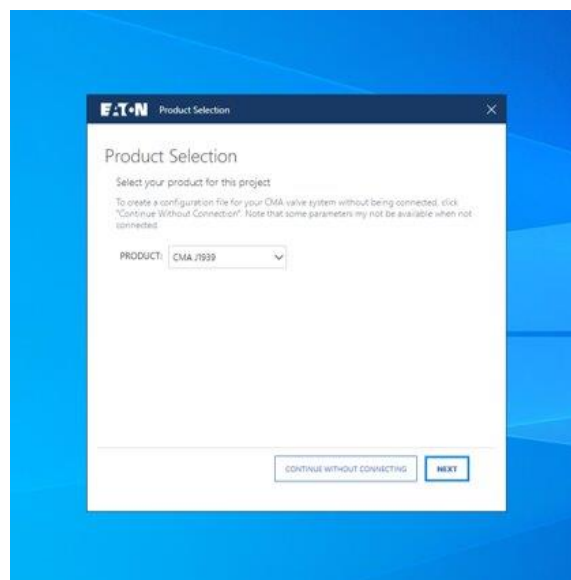 EATON Product Selection
Product Selection
Select your product for this project
To create a configuration file for your CMA valve system without being connected, click
"Continue Without Connection". Note that some parameters my not be available when not
connected.
PRODUCT: CMA J1939
CONTINUE WITHOUT CONNECTING NEXT